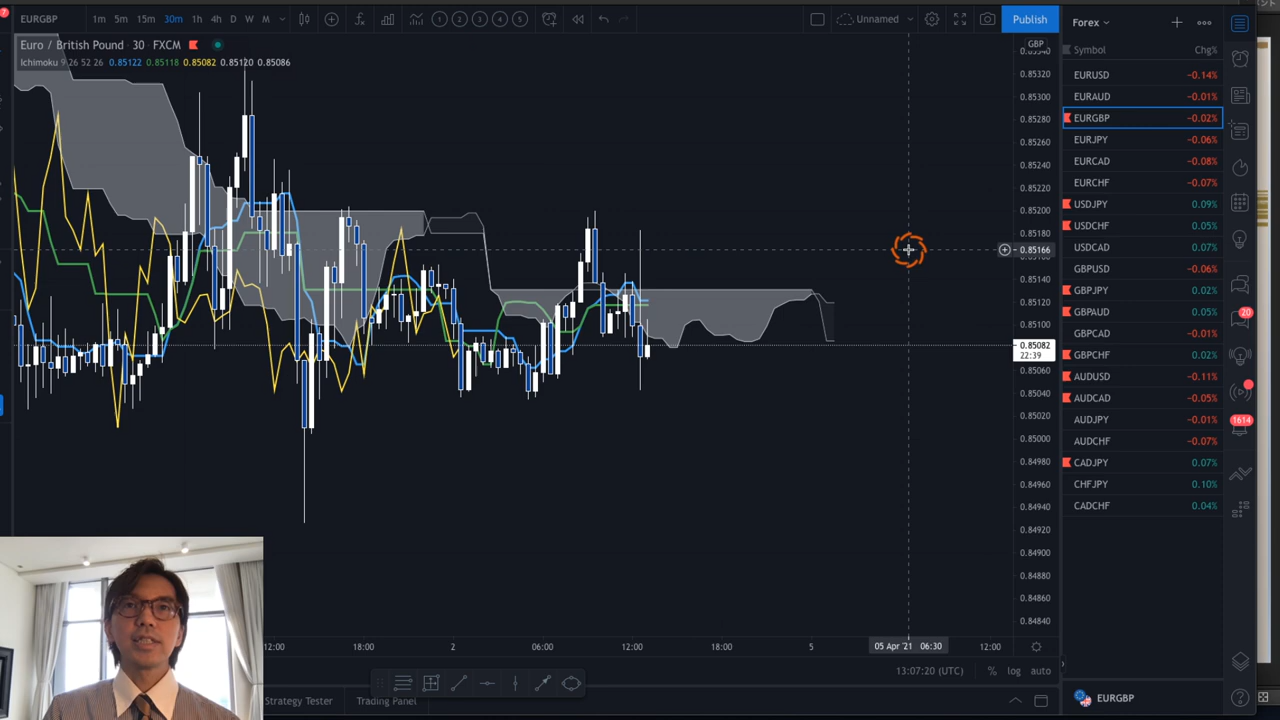 7
EURGBP 1m 5m 15m 30m 1h 4h D W M 1 2 3 4 5 Unnamed Publish
Euro / British Pound · 30 · FXCM
Ichimoku 9 26 52 26 0.85122 0.85118 0.85082 0.85120 0.85086
GBP
0.85320
0.85300
0.85280
0.85260
0.85240
0.85220
0.85200
0.85180
0.85166
0.85140
0.85120
0.85100
0.85082
22:39
0.85060
0.85040
0.85020
0.85000
0.84980
0.84960
0.84940
0.84920
0.84900
0.84880
0.84860
0.84840
12:00 18:00 2 06:00 12:00 18:00 5 05 Apr '21 06:30 12:00
13:07:20 (UTC) % log auto
Strategy Tester Trading Panel
Forex
Symbol Chg%
EURUSD −0.14%
EURAUD −0.01%
EURGBP −0.02%
EURJPY −0.06%
EURCAD −0.08%
EURCHF −0.07%
USDJPY 0.09%
USDCHF 0.05%
USDCAD 0.07%
GBPUSD −0.06%
GBPJPY 0.02%
GBPAUD 0.05%
GBPCAD −0.01%
GBPCHF 0.02%
AUDUSD −0.11%
AUDCAD −0.05%
AUDJPY −0.01%
AUDCHF −0.07%
CADJPY 0.07%
CHFJPY 0.10%
CADCHF 0.04%
EURGBP
20
1614